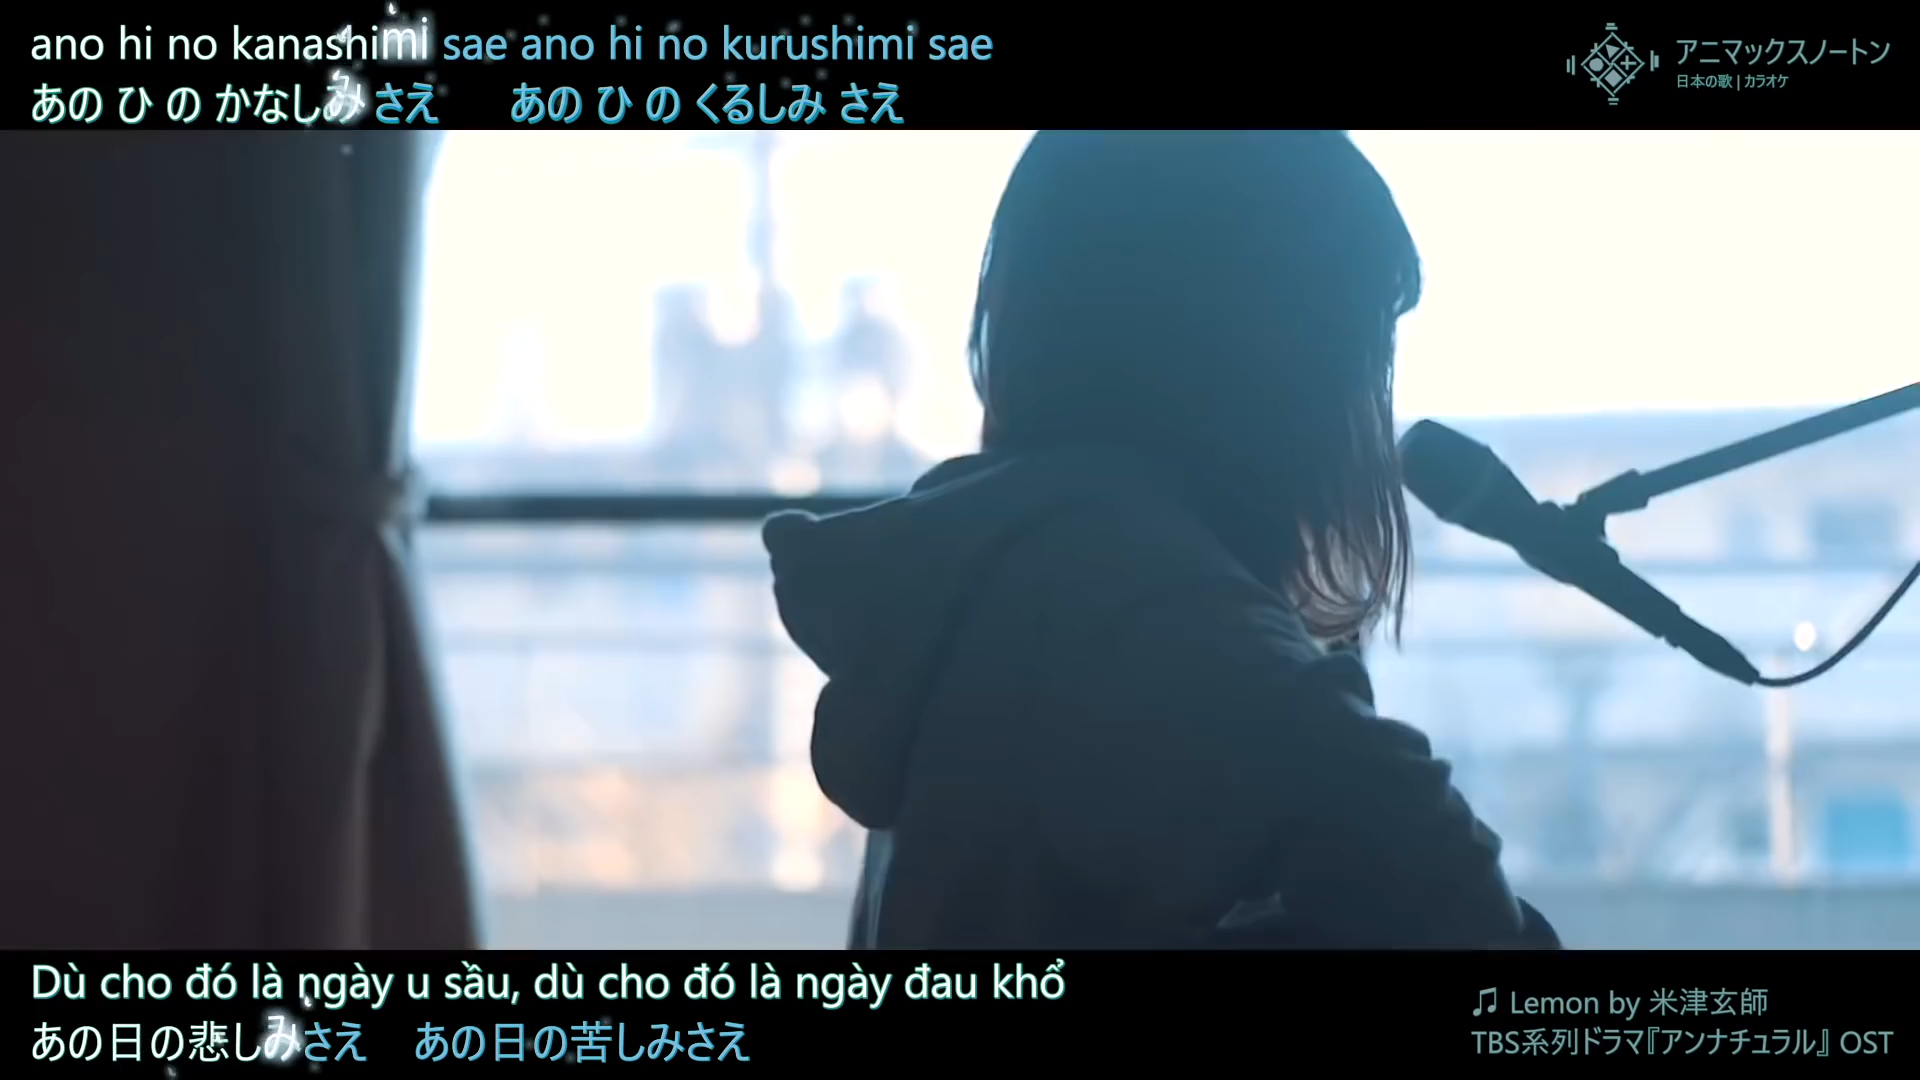 ano hi no kanashimi sae ano hi no kurushimi sae
あの ひ の かなしみ さえ　あの ひ の くるしみ さえ
アニマックスノートン
日本の歌 | カラオケ
Dù cho đó là ngày u sầu, dù cho đó là ngày đau khổ
あの日の悲しみさえ　あの日の苦しみさえ
♫ Lemon by 米津玄師
TBS系列ドラマ『アンナチュラル』 OST